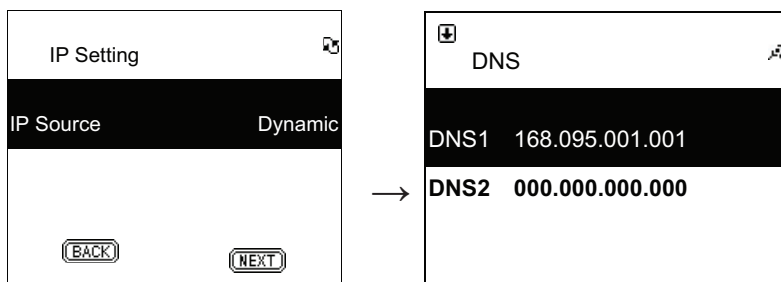 IP Setting
IP Source Dynamic
BACK NEXT
→
DNS
DNS1 168.095.001.001
DNS2 000.000.000.000